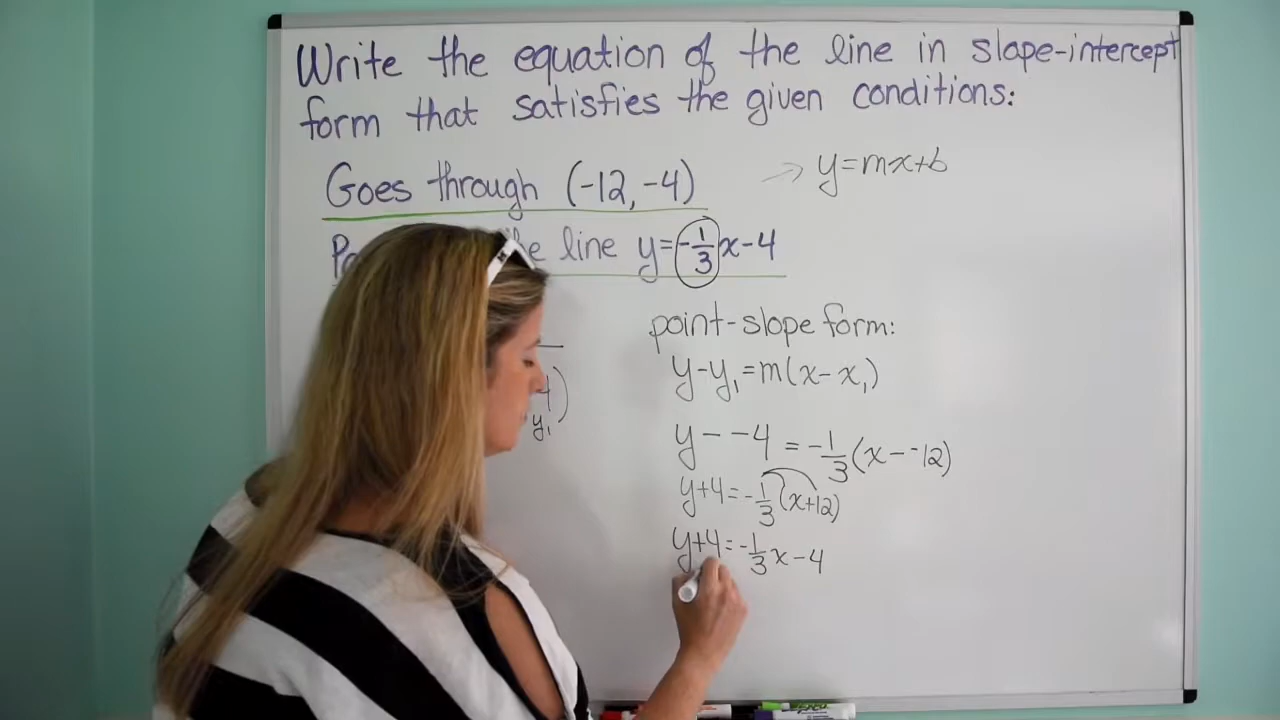 Write the equation of the line in slope-intercept
form that satisfies the given conditions:
Goes through (-12, -4)
→ y=mx+b
line y=-1/3x-4
point-slope form:
y-y₁=m(x-x₁)
y₁
y--4=-1/3(x--12)
y+4=-1/3(x+12)
y+4=-1/3x-4